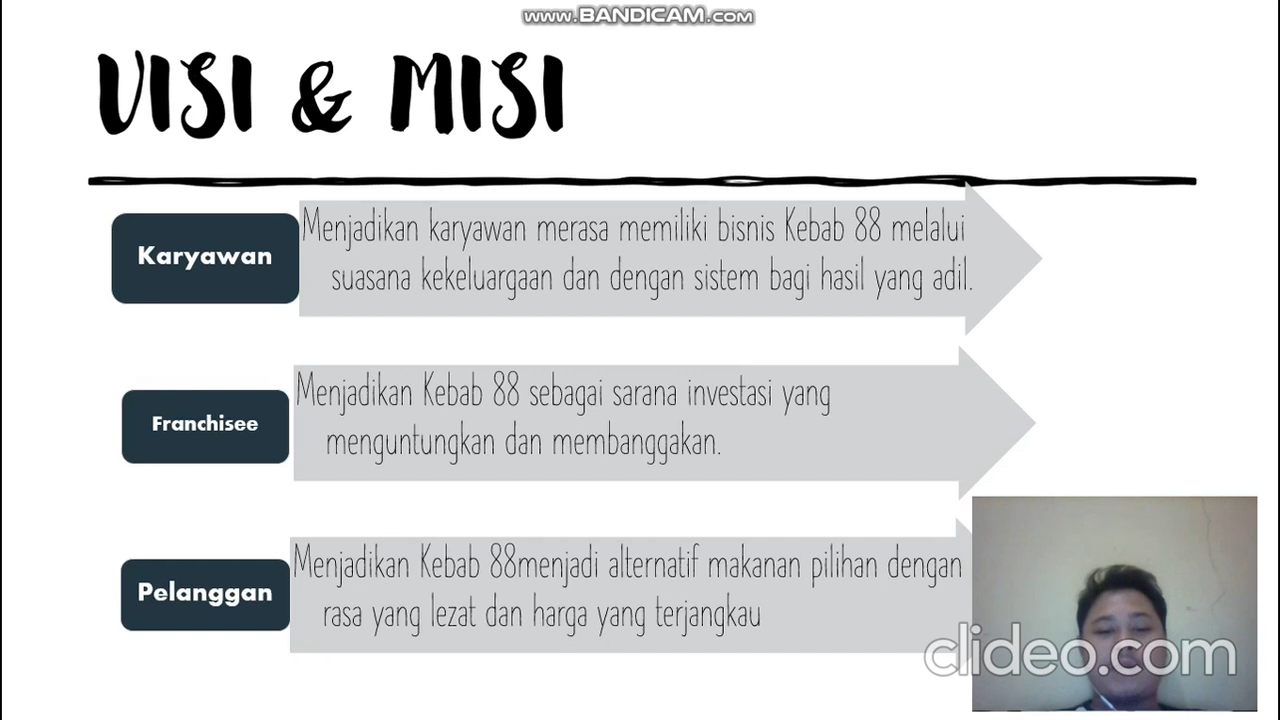 www.BANDICAM.com
VISI & MISI
Karyawan
Menjadikan karyawan merasa memiliki bisnis Kebab 88 melalui
suasana kekeluargaan dan dengan sistem bagi hasil yang adil.
Franchisee
Menjadikan Kebab 88 sebagai sarana investasi yang
menguntungkan dan membanggakan.
Pelanggan
Menjadikan Kebab 88menjadi alternatif makanan pilihan dengan
rasa yang lezat dan harga yang terjangkau
clideo.com